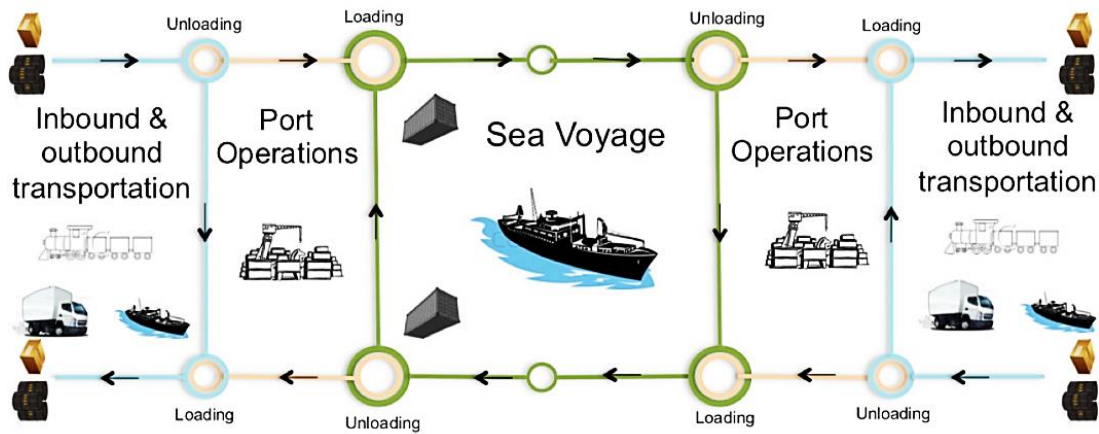 Unloading
Loading
Unloading
Loading
Inbound &
outbound
transportation
Port
Operations
Sea Voyage
Port
Operations
Inbound &
outbound
transportation
Loading
Unloading
Loading
Unloading